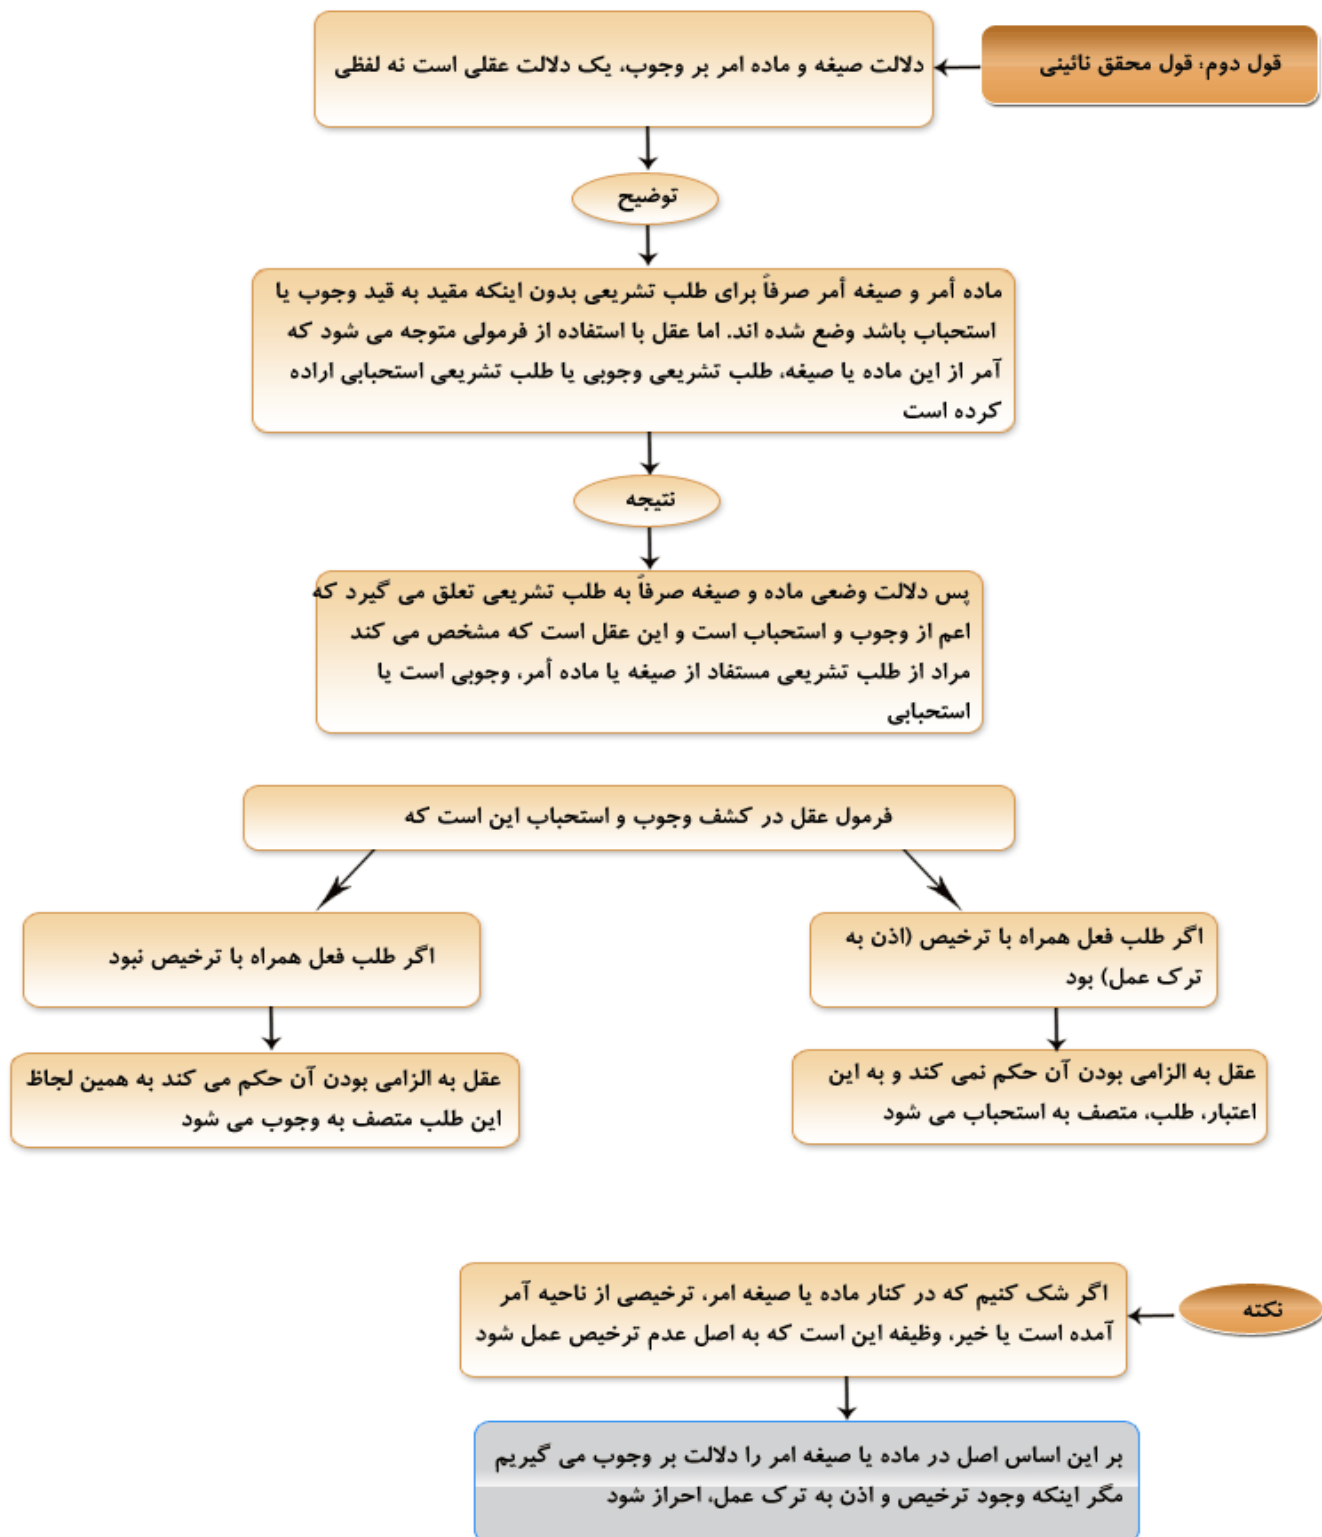 قول دوم: قول محقق نائینی
دلالت صیغه و ماده امر بر وجوب، یک دلالت عقلی است نه لفظی
توضیح
ماده أمر و صیغه أمر صرفاً برای طلب تشریعی بدون اینکه مقید به قید وجوب یا
استحباب باشد وضع شده اند. اما عقل با استفاده از فرمولی متوجه می شود که
آمر از این ماده یا صیغه، طلب تشریعی وجوبی یا طلب تشریعی استحبابی اراده
کرده است
نتیجه
پس دلالت وضعی ماده و صیغه صرفاً به طلب تشریعی تعلق می گیرد که
اعم از وجوب و استحباب است و این عقل است که مشخص می کند
مراد از طلب تشریعی مستفاد از صیغه یا ماده أمر، وجوبی است یا
استحبابی
فرمول عقل در کشف وجوب و استحباب این است که
اگر طلب فعل همراه با ترخیص (اذن به
ترک عمل) بود
عقل به الزامی بودن آن حکم نمی کند و به این
اعتبار، طلب، متصف به استحباب می شود
اگر طلب فعل همراه با ترخیص نبود
عقل به الزامی بودن آن حکم می کند به همین لجاظ
این طلب متصف به وجوب می شود
نکته
اگر شک کنیم که در کنار ماده یا صیغه امر، ترخیصی از ناحیه آمر
آمده است یا خیر، وظیفه این است که به اصل عدم ترخیص عمل شود
بر این اساس اصل در ماده یا صیغه امر را دلالت بر وجوب می گیریم
مگر اینکه وجود ترخیص و اذن به ترک عمل، احراز شود